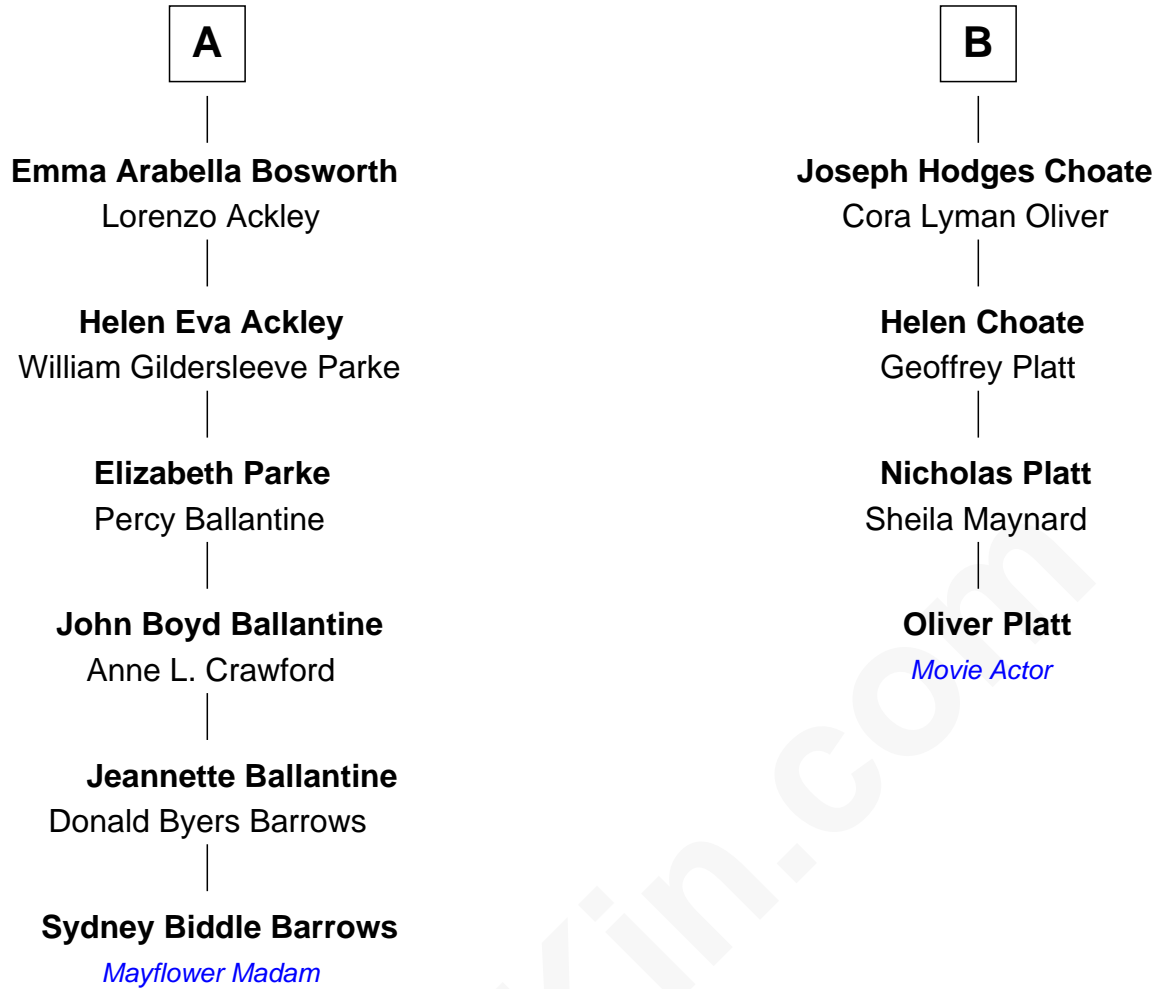 A
Emma Arabella Bosworth
Lorenzo Ackley
Helen Eva Ackley
William Gildersleeve Parke
Elizabeth Parke
Percy Ballantine
John Boyd Ballantine
Anne L. Crawford
Jeannette Ballantine
Donald Byers Barrows
Sydney Biddle Barrows
Mayflower Madam
B
Joseph Hodges Choate
Cora Lyman Oliver
Helen Choate
Geoffrey Platt
Nicholas Platt
Sheila Maynard
Oliver Platt
Movie Actor
Kin.com